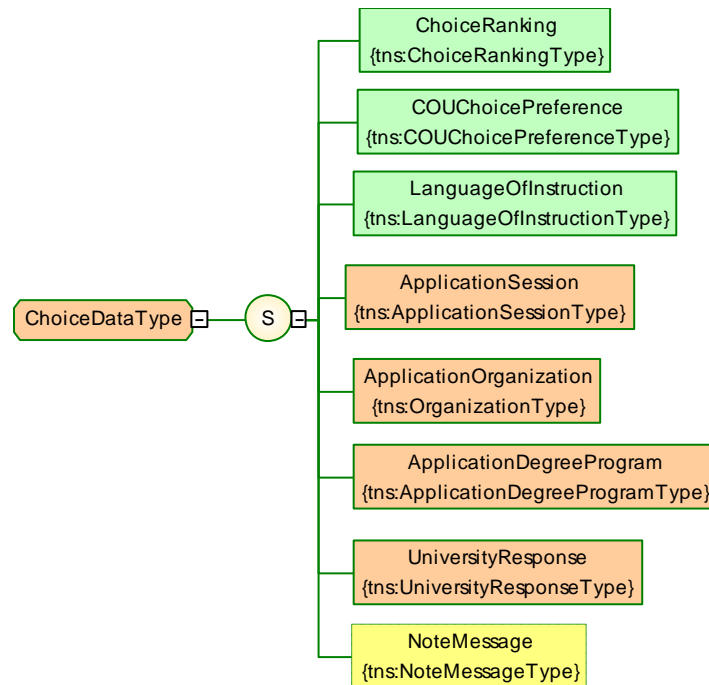 ChoiceRanking
{tns:ChoiceRankingType}
COUChoicePreference
{tns:COUChoicePreferenceType}
LanguageOfInstruction
{tns:LanguageOfInstructionType}
ApplicationSession
{tns:ApplicationSessionType}
ChoiceDataType
S
ApplicationOrganization
{tns:OrganizationType}
ApplicationDegreeProgram
{tns:ApplicationDegreeProgramType}
UniversityResponse
{tns:UniversityResponseType}
NoteMessage
{tns:NoteMessageType}